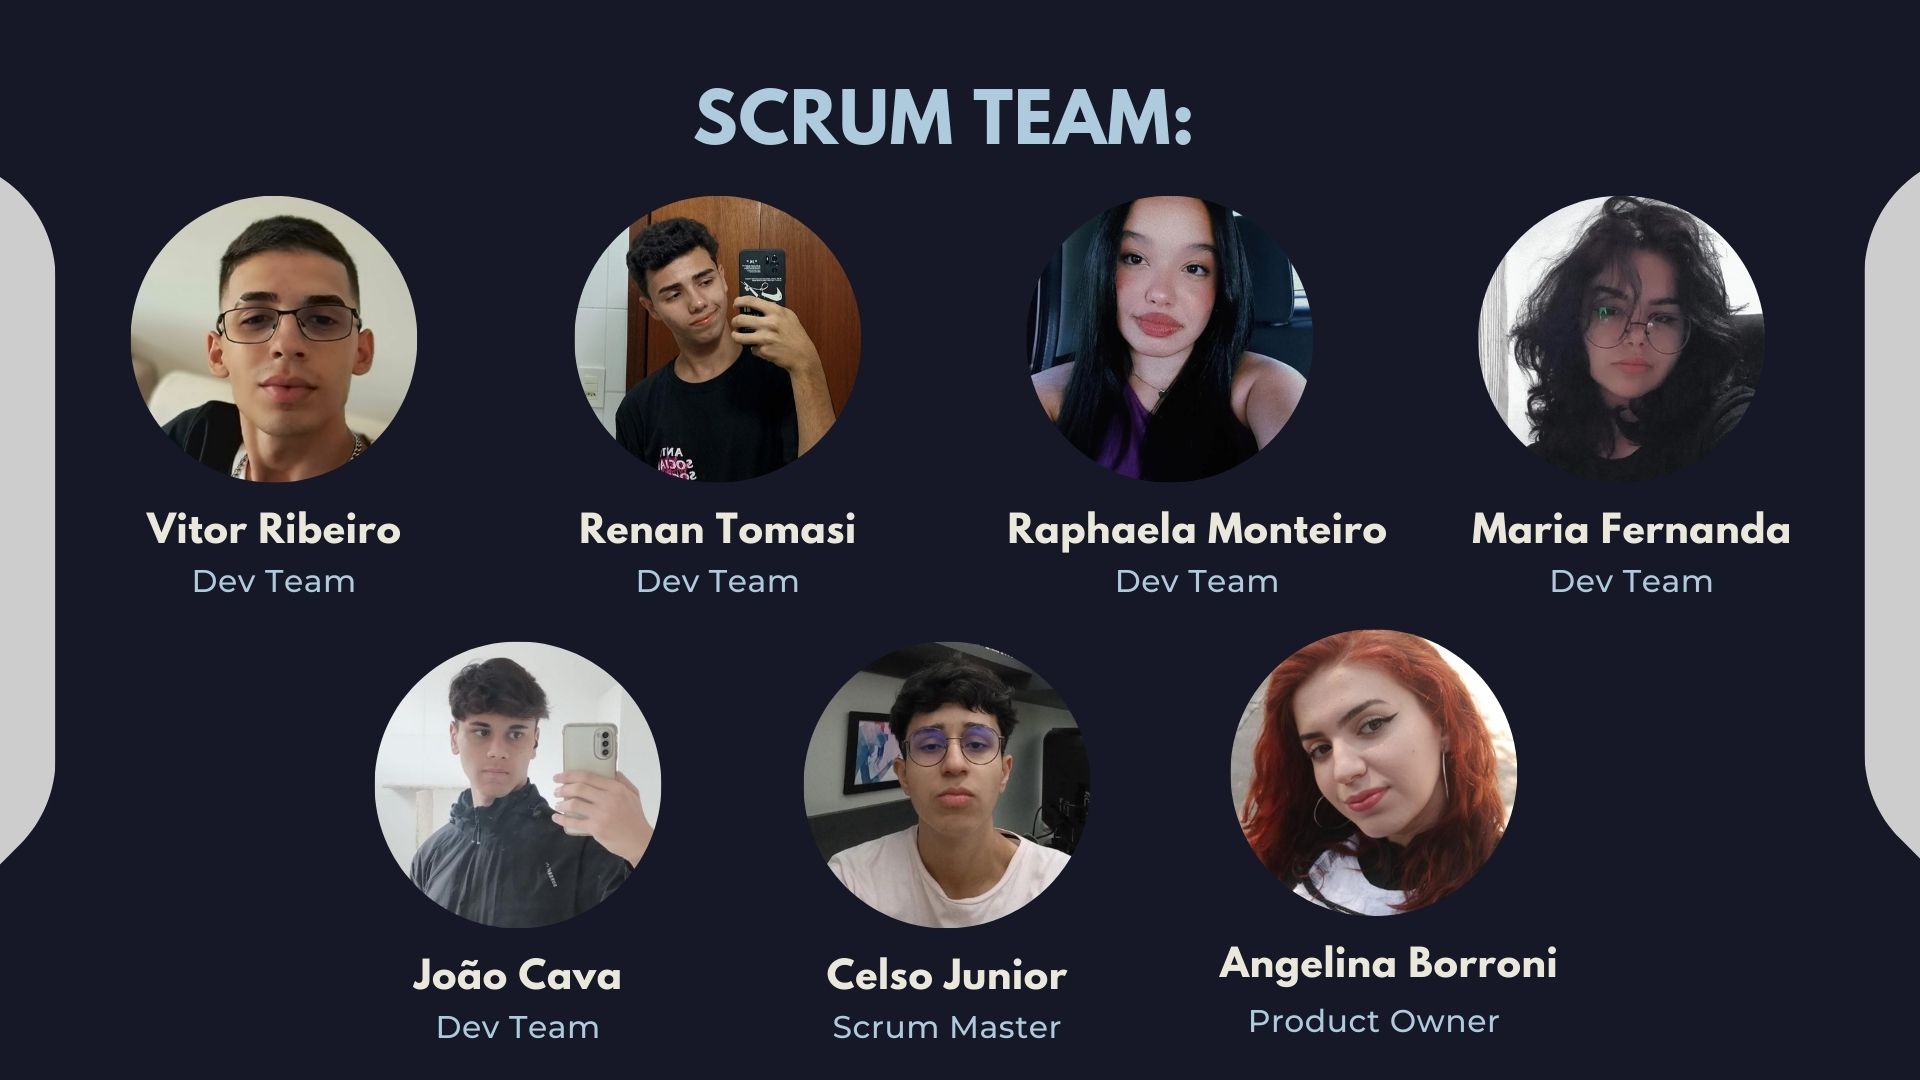 SCRUM TEAM:
Vitor Ribeiro
Dev Team
Renan Tomasi
Dev Team
Raphaela Monteiro
Dev Team
Maria Fernanda
Dev Team
João Cava
Dev Team
Celso Junior
Scrum Master
Angelina Borroni
Product Owner